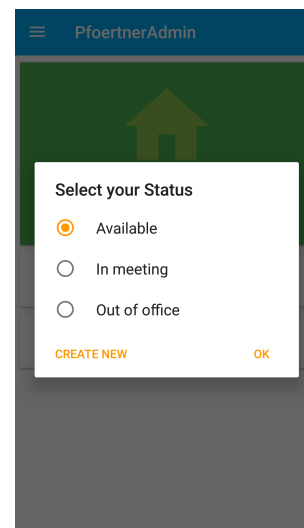 PfoertnerAdmin
Select your Status
Available
In meeting
Out of office
CREATE NEW OK